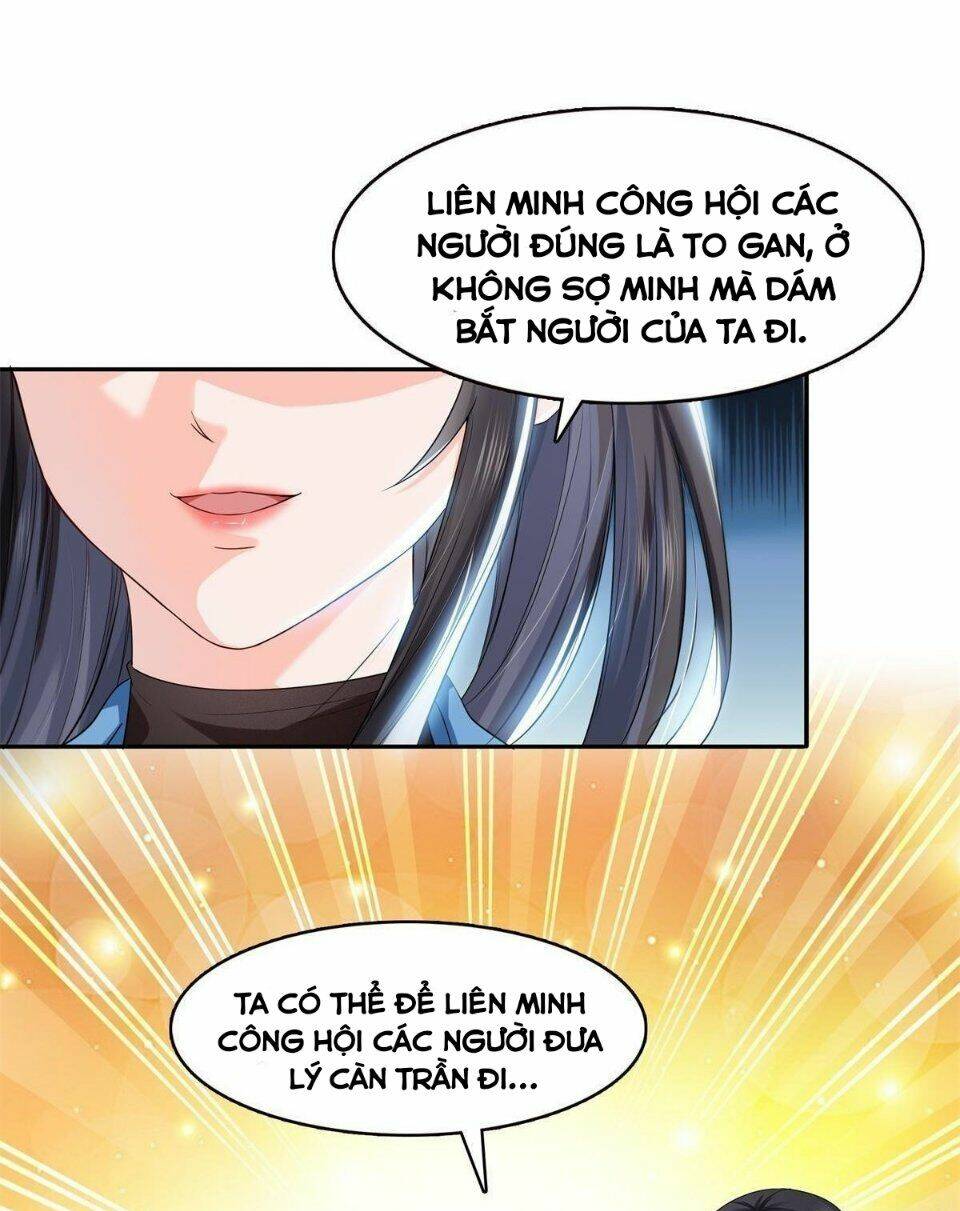 LIÊN MINH CÔNG HỘI CÁC
NGƯỜI ĐÚNG LÀ TO GAN, Ở
KHÔNG SỢ MINH MÀ DÁM
BẮT NGƯỜI CỦA TA ĐI.
TA CÓ THỂ ĐỂ LIÊN MINH
CÔNG HỘI CÁC NGƯỜI ĐƯA
LÝ CÀN TRẦN ĐI...